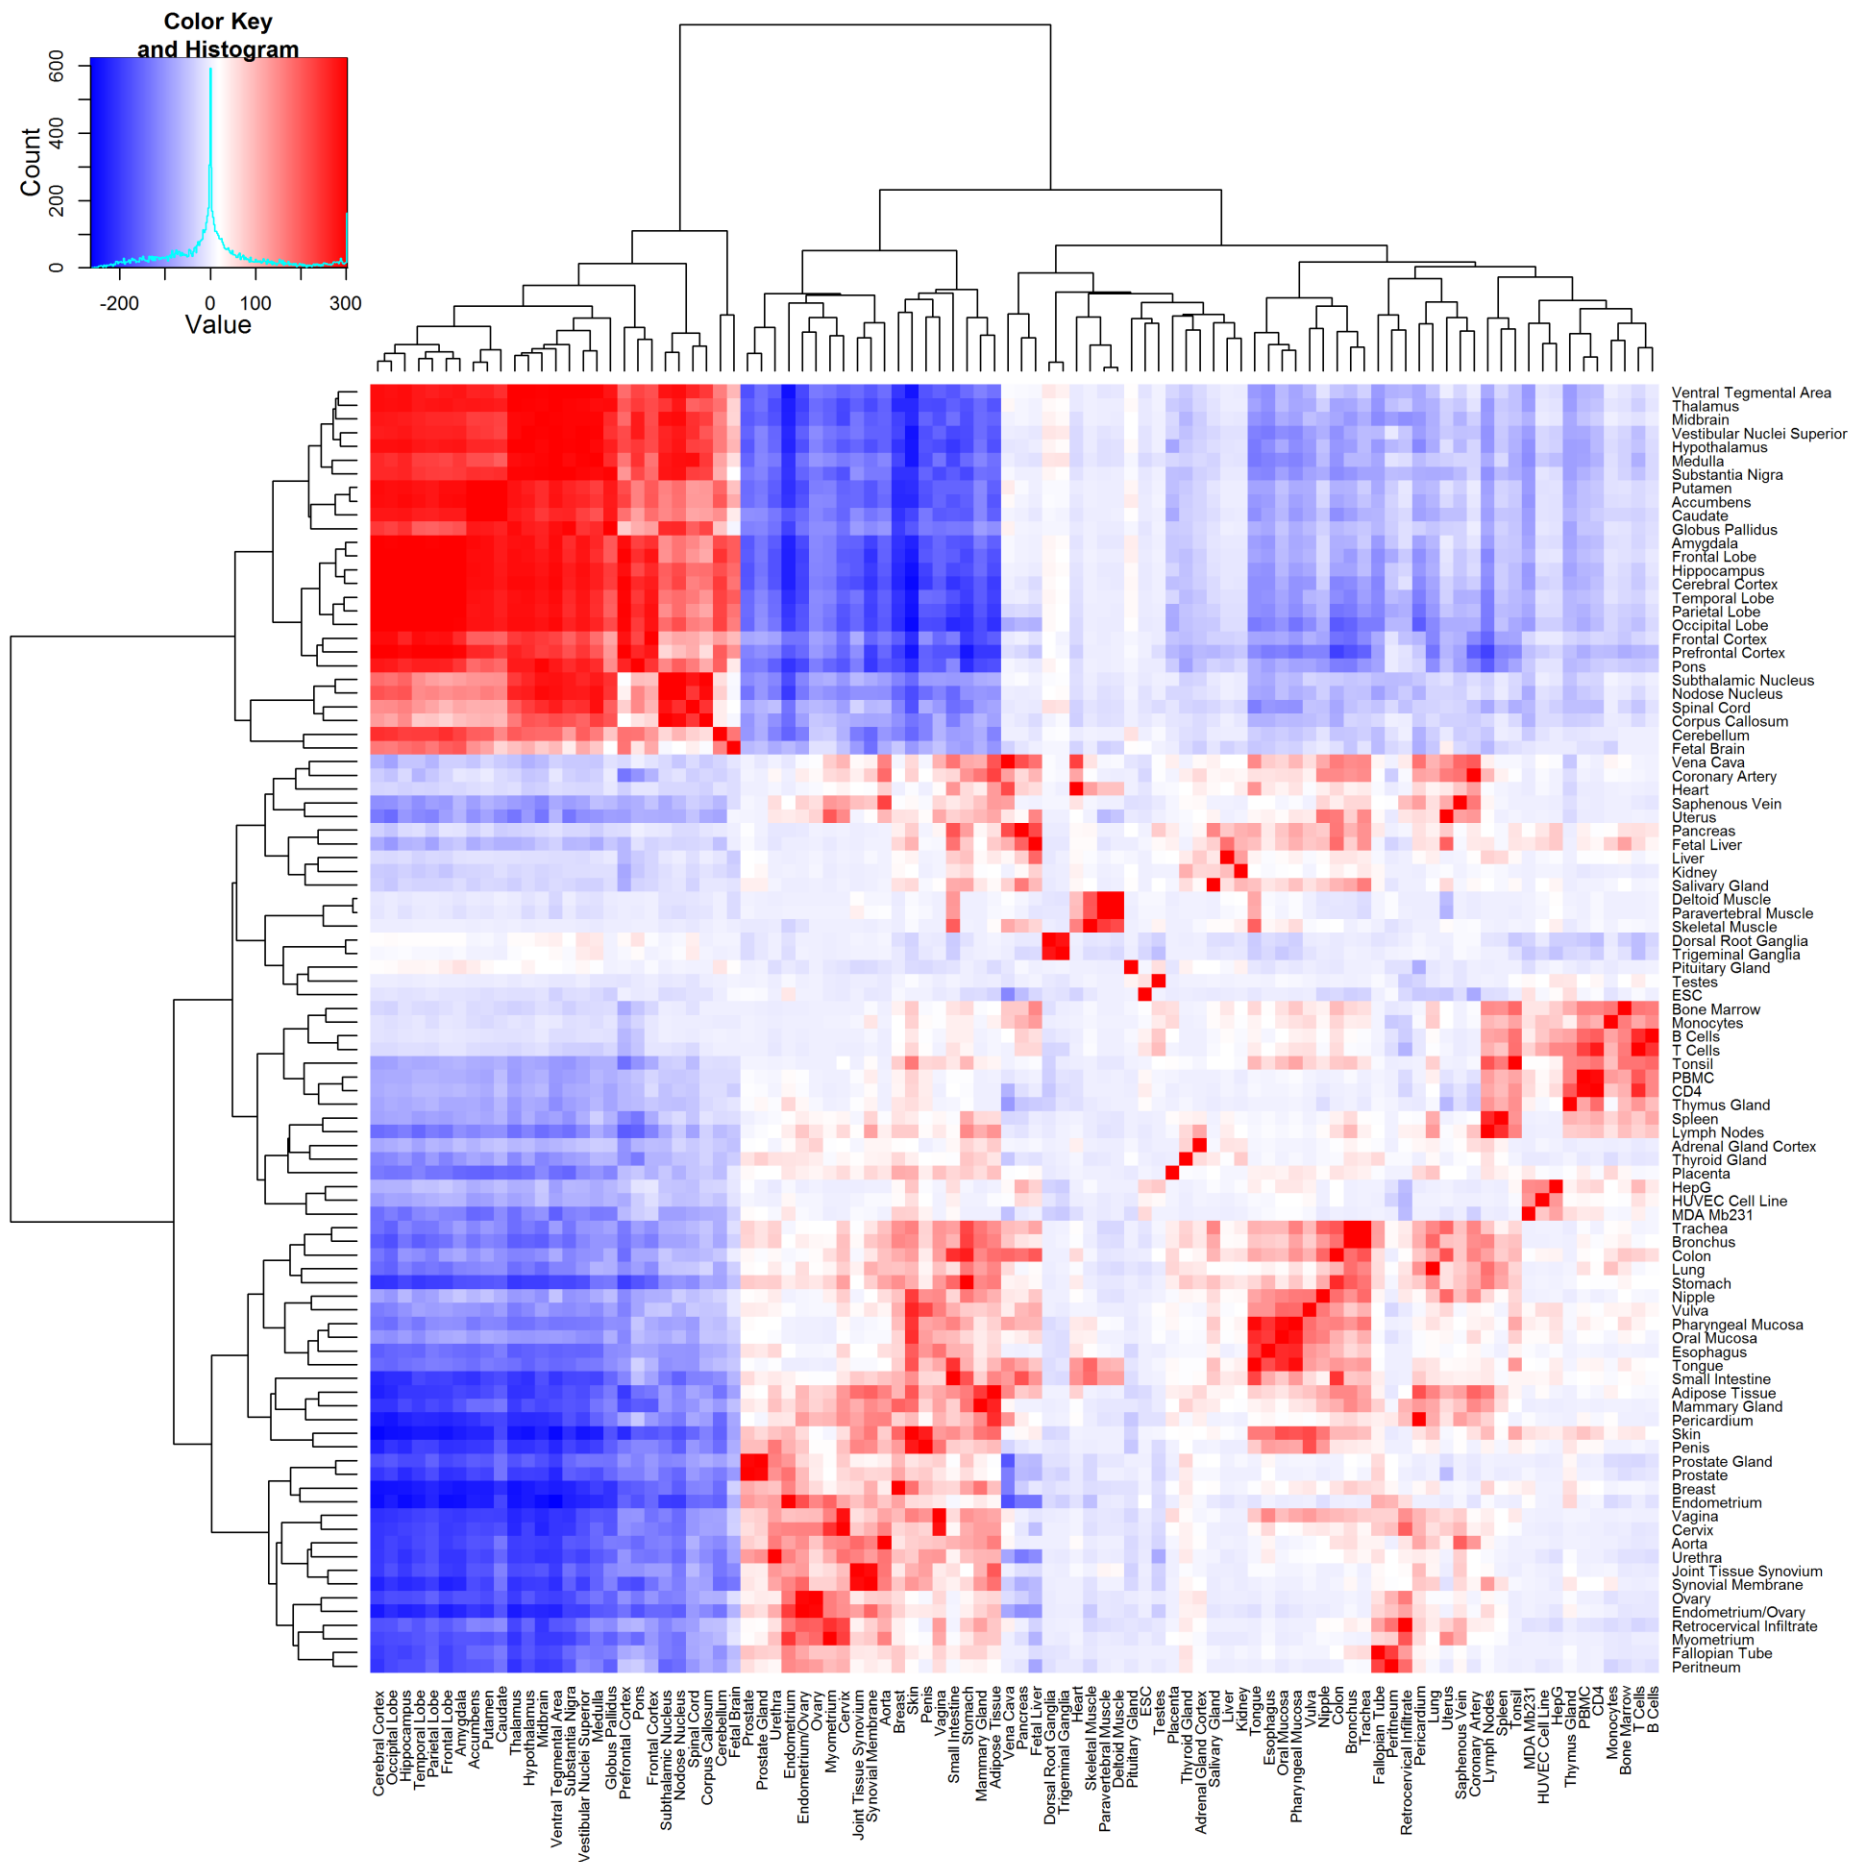 Color Key
and Histogram
Count
0
200
400
600
-200
0
100
300
Value
Ventral Tegmental Area
Thalamus
Midbrain
Vestibular Nuclei Superior
Hypothalamus
Medulla
Substantia Nigra
Putamen
Accumbens
Caudate
Globus Pallidus
Amygdala
Frontal Lobe
Hippocampus
Cerebral Cortex
Temporal Lobe
Parietal Lobe
Occipital Lobe
Frontal Cortex
Prefrontal Cortex
Pons
Subthalamic Nucleus
Nodose Nucleus
Spinal Cord
Corpus Callosum
Cerebellum
Fetal Brain
Vena Cava
Coronary Artery
Heart
Saphenous Vein
Uterus
Pancreas
Fetal Liver
Liver
Kidney
Salivary Gland
Deltoid Muscle
Paravertebral Muscle
Skeletal Muscle
Dorsal Root Ganglia
Trigeminal Ganglia
Pituitary Gland
Testes
ESC
Bone Marrow
Monocytes
B Cells
T Cells
Tonsil
PBMC
CD4
Thymus Gland
Spleen
Lymph Nodes
Adrenal Gland Cortex
Thyroid Gland
Placenta
HepG
HUVEC Cell Line
MDA Mb231
Trachea
Bronchus
Colon
Lung
Stomach
Nipple
Vulva
Pharyngeal Mucosa
Oral Mucosa
Esophagus
Tongue
Small Intestine
Adipose Tissue
Mammary Gland
Pericardium
Skin
Penis
Prostate Gland
Prostate
Breast
Endometrium
Vagina
Cervix
Aorta
Urethra
Joint Tissue Synovium
Synovial Membrane
Ovary
Endometrium/Ovary
Retrocervical Infiltrate
Myometrium
Fallopian Tube
Peritneum
Cerebral Cortex
Occipital Lobe
Hippocampus
Temporal Lobe
Parietal Lobe
Frontal Lobe
Amygdala
Accumbens
Putamen
Caudate
Thalamus
Hypothalamus
Midbrain
Ventral Tegmental Area
Substantia Nigra
Vestibular Nuclei Superior
Medulla
Globus Pallidus
Prefrontal Cortex
Pons
Frontal Cortex
Subthalamic Nucleus
Nodose Nucleus
Spinal Cord
Corpus Callosum
Cerebellum
Fetal Brain
Prostate
Prostate Gland
Urethra
Endometrium
Endometrium/Ovary
Ovary
Myometrium
Cervix
Joint Tissue Synovium
Synovial Membrane
Aorta
Breast
Skin
Penis
Vagina
Small Intestine
Stomach
Mammary Gland
Adipose Tissue
Vena Cava
Pancreas
Fetal Liver
Dorsal Root Ganglia
Trigeminal Ganglia
Heart
Skeletal Muscle
Paravertebral Muscle
Deltoid Muscle
Pituitary Gland
ESC
Testes
Placenta
Thyroid Gland
Adrenal Gland Cortex
Salivary Gland
Liver
Kidney
Tongue
Esophagus
Oral Mucosa
Pharyngeal Mucosa
Vulva
Nipple
Colon
Bronchus
Trachea
Fallopian Tube
Peritneum
Retrocervical Infiltrate
Pericardium
Lung
Uterus
Saphenous Vein
Coronary Artery
Lymph Nodes
Spleen
Tonsil
MDA Mb231
HUVEC Cell Line
HepG
Thymus Gland
PBMC
CD4
Monocytes
Bone Marrow
T Cells
B Cells